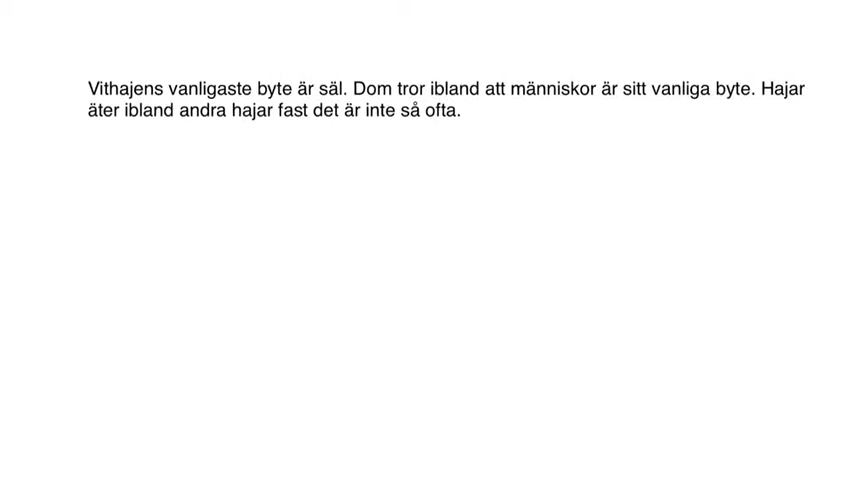 Vithajens vanligaste byte är säl. Dom tror ibland att människor är sitt vanliga byte. Hajar
äter ibland andra hajar fast det är inte så ofta.